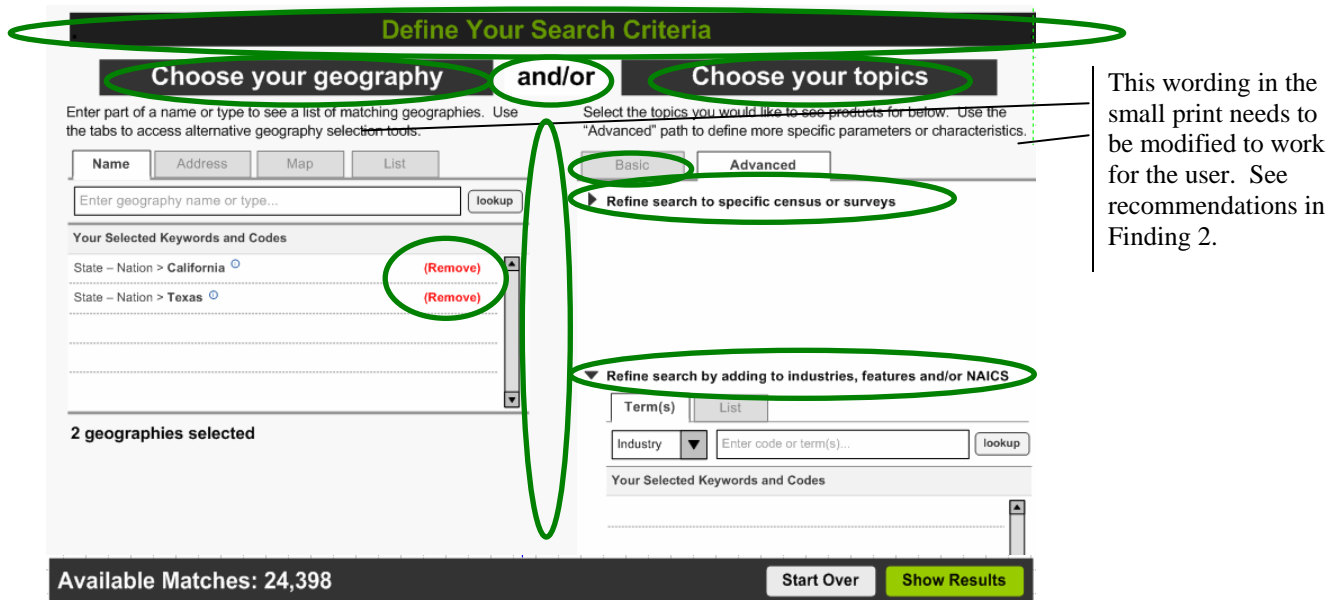 Define Your Search Criteria
Choose your geography
and/or
Choose your topics
Enter part of a name or type to see a list of matching geographies. Use
the tabs to access alternative geography selection tools.
Select the topics you would like to see products for below. Use the
“Advanced” path to define more specific parameters or characteristics.
This wording in the
small print needs to
be modified to work
for the user. See
recommendations in
Finding 2.
Name
Address
Map
List
Basic
Advanced
Enter geography name or type...
lookup
Refine search to specific census or surveys
Your Selected Keywords and Codes
State – Nation > California
(Remove)
State – Nation > Texas
(Remove)
2 geographies selected
Refine search by adding to industries, features and/or NAICS
Term(s)
List
Industry
Enter code or term(s)...
lookup
Your Selected Keywords and Codes
Available Matches: 24,398
Start Over
Show Results